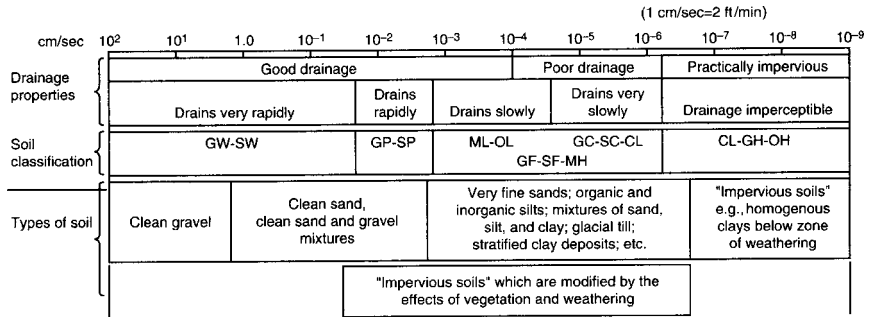 (1 cm/sec=2 ft/min)
cm/sec 10² 10¹ 1.0 10⁻¹ 10⁻² 10⁻³ 10⁻⁴ 10⁻⁵ 10⁻⁶ 10⁻⁷ 10⁻⁸ 10⁻⁹
Drainage
properties
Good drainage
Poor drainage
Practically impervious
Drains very rapidly
Drains
rapidly
Drains slowly
Drains very
slowly
Drainage imperceptible
Soil
classification
GW-SW
GP-SP
ML-OL
GC-SC-CL
GF-SF-MH
CL-GH-OH
Types of soil
Clean gravel
Clean sand,
clean sand and gravel
mixtures
Very fine sands; organic and
inorganic silts; mixtures of sand,
silt, and clay; glacial till;
stratified clay deposits; etc.
"Impervious soils"
e.g., homogenous
clays below zone
of weathering
"Impervious soils" which are modified by the
effects of vegetation and weathering